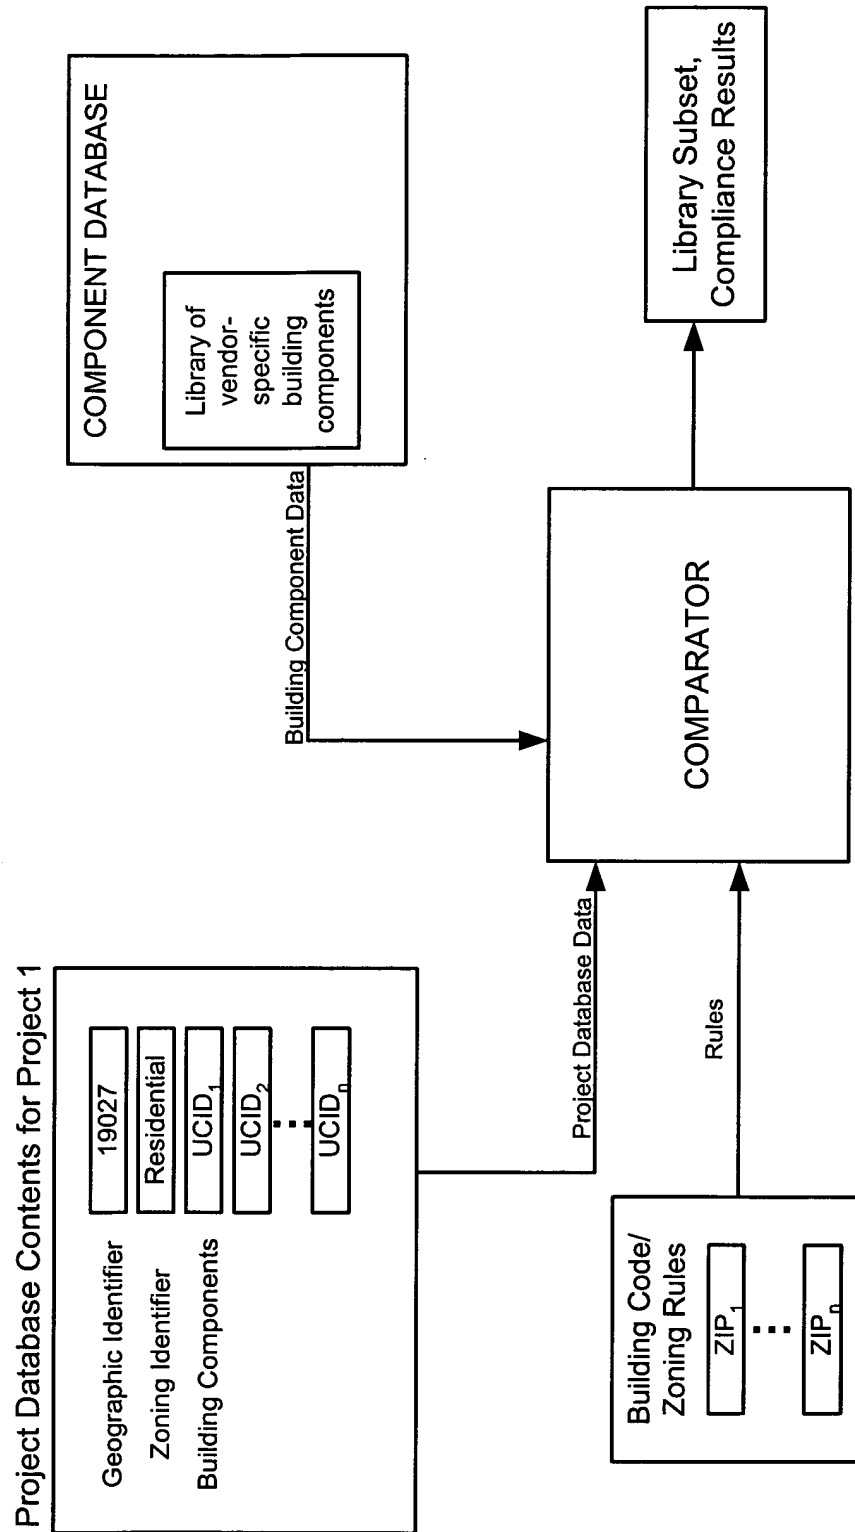 Project Database Contents for Project 1
Geographic Identifier
19027
Zoning Identifier
Residential
Building Components
UCID1
UCID2
UCIDn
COMPONENT DATABASE
Library of
vendor-
specific
building
components
Building Component Data
Project Database Data
Building Code/
Zoning Rules
ZIP1
ZIPn
Rules
COMPARATOR
Library Subset,
Compliance Results